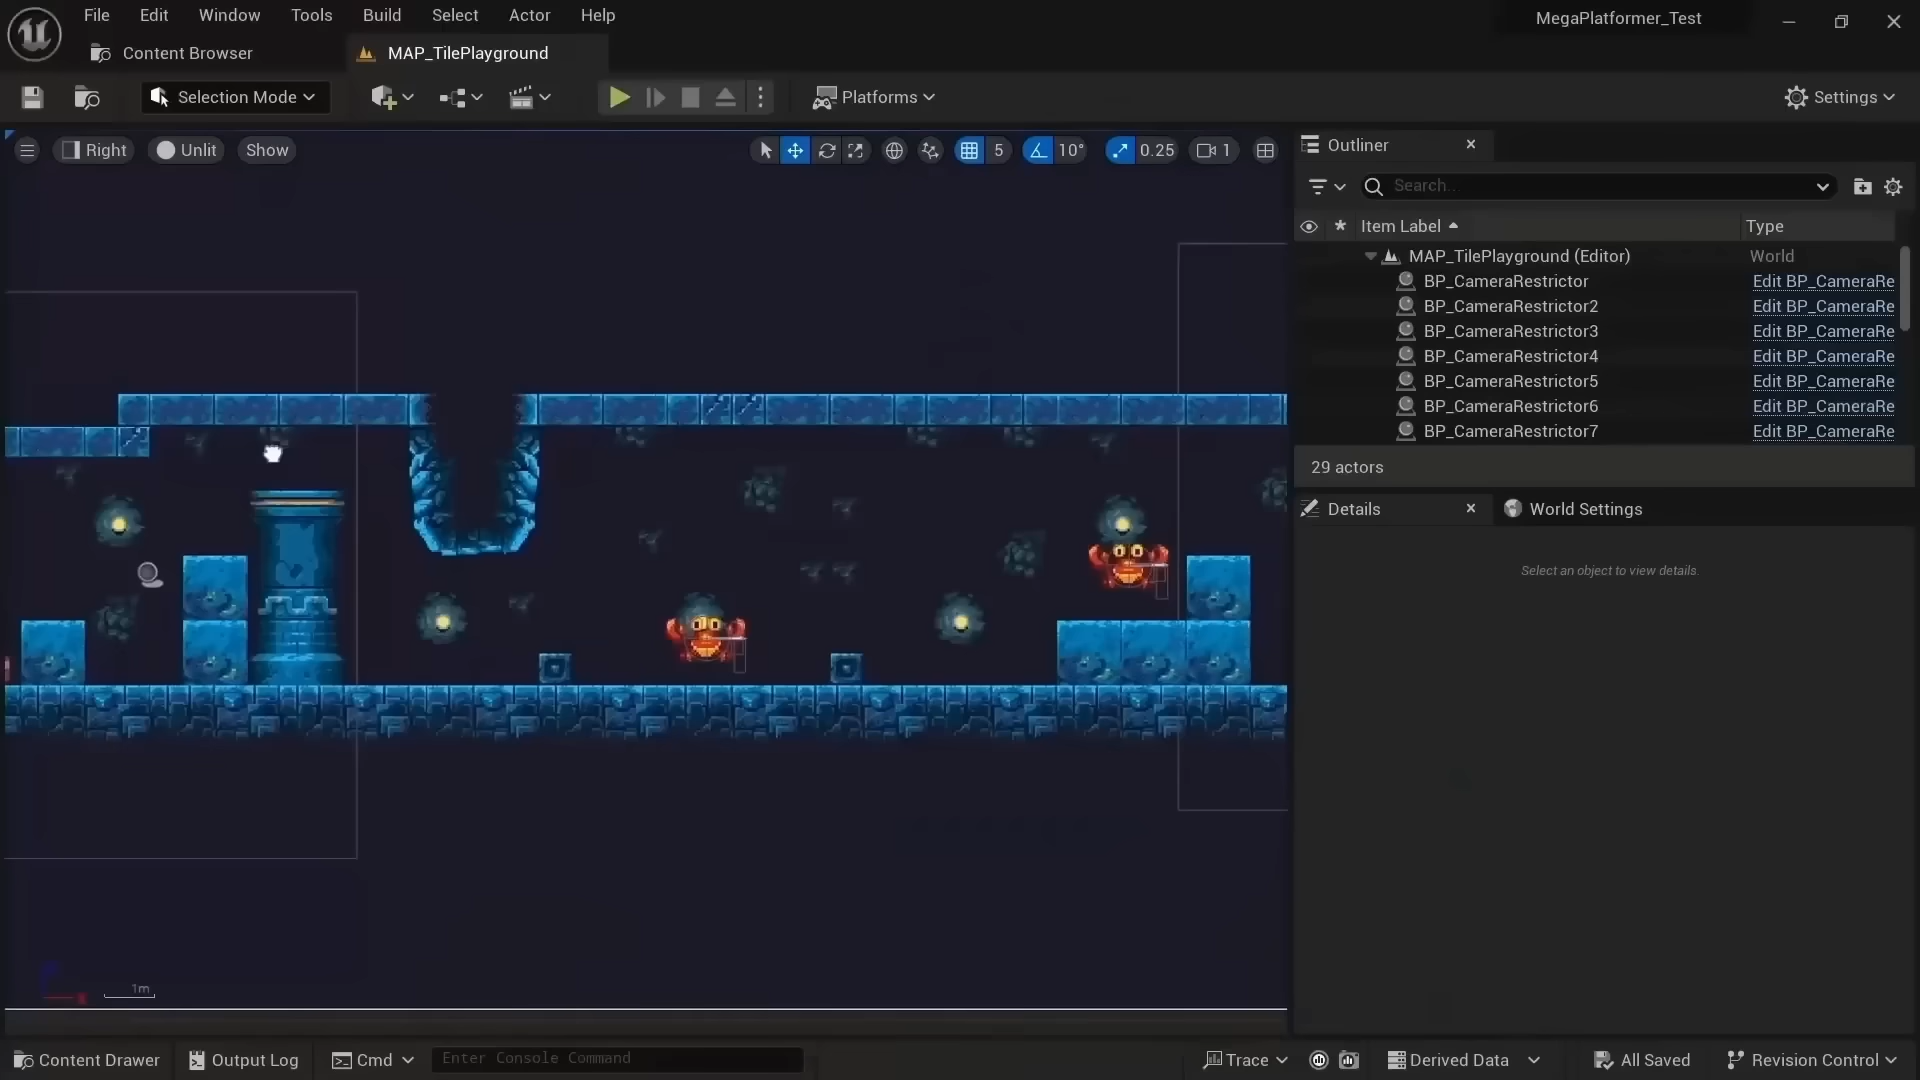 File Edit Window Tools Build Select Actor Help
MegaPlatformer_Test
Content Browser
MAP_TilePlayground
Selection Mode
Platforms
Settings
Right
Unlit
Show
5
10°
0.25
1
Outliner
Search...
Item Label
Type
MAP_TilePlayground (Editor) World
BP_CameraRestrictor Edit BP_CameraRe
BP_CameraRestrictor2 Edit BP_CameraRe
BP_CameraRestrictor3 Edit BP_CameraRe
BP_CameraRestrictor4 Edit BP_CameraRe
BP_CameraRestrictor5 Edit BP_CameraRe
BP_CameraRestrictor6 Edit BP_CameraRe
BP_CameraRestrictor7 Edit BP_CameraRe
29 actors
Details
World Settings
Select an object to view details.
1m
Content Drawer
Output Log
Cmd
Enter Console Command
Trace
Derived Data
All Saved
Revision Control